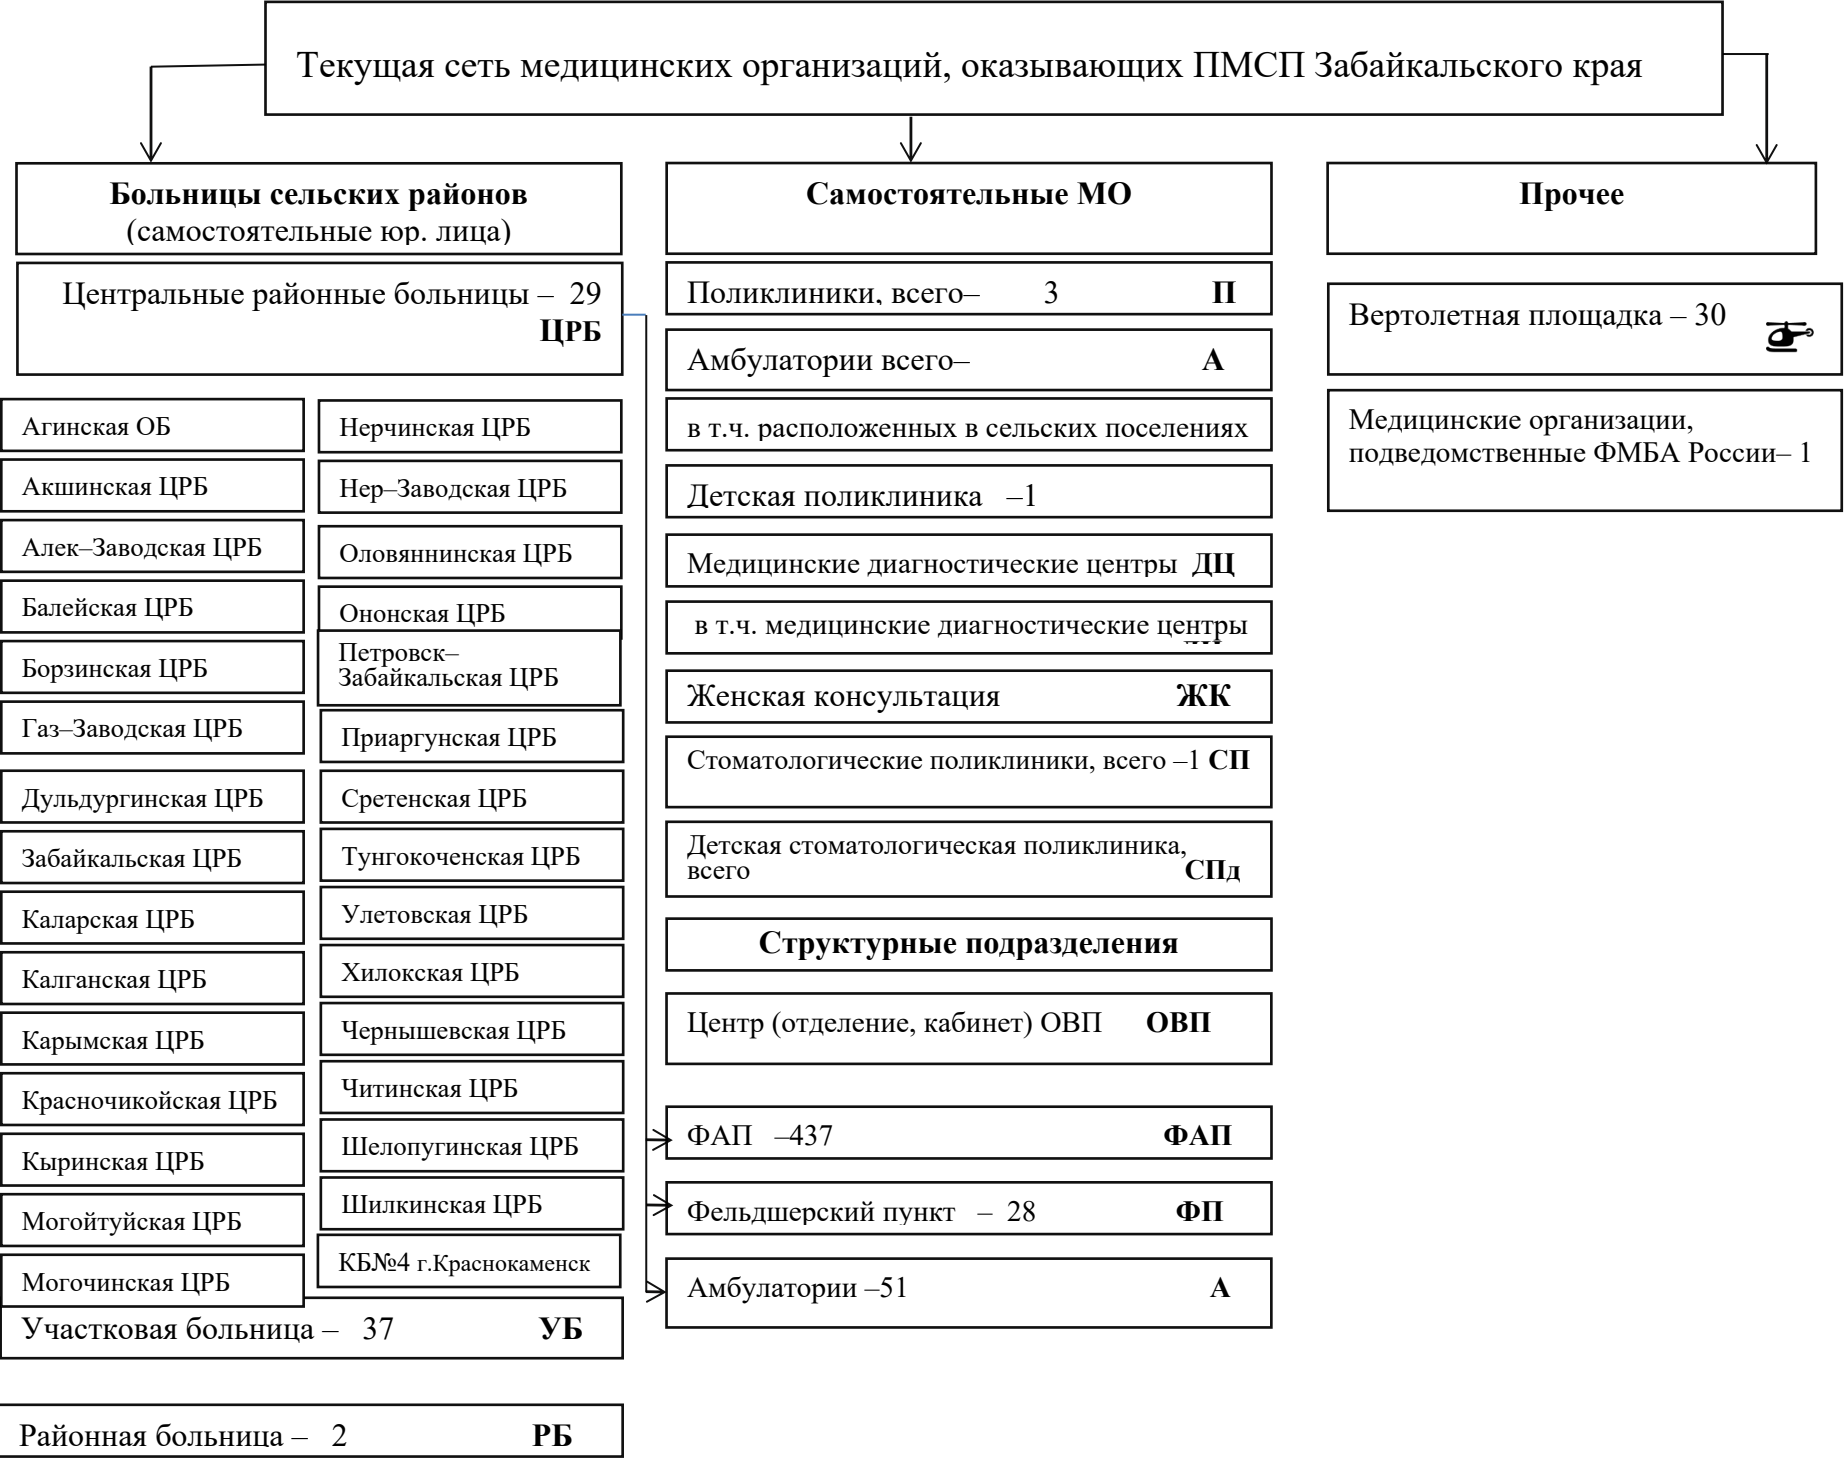 Текущая сеть медицинских организаций, оказывающих ПМСП Забайкальского края
Больницы сельских районов
(самостоятельные юр. лица)
Центральные районные больницы – 29
ЦРБ
Агинская ОБ
Акшинская ЦРБ
Алек–Заводская ЦРБ
Балейская ЦРБ
Борзинская ЦРБ
Газ–Заводская ЦРБ
Дульдургинская ЦРБ
Забайкальская ЦРБ
Каларская ЦРБ
Калганская ЦРБ
Карымская ЦРБ
Красночикойская ЦРБ
Кыринская ЦРБ
Могойтуйская ЦРБ
Могочинская ЦРБ
Нерчинская ЦРБ
Нер–Заводская ЦРБ
Оловяннинская ЦРБ
Ононская ЦРБ
Петровск–
Забайкальская ЦРБ
Приаргунская ЦРБ
Сретенская ЦРБ
Тунгокоченская ЦРБ
Улетовская ЦРБ
Хилокская ЦРБ
Чернышевская ЦРБ
Читинская ЦРБ
Шелопугинская ЦРБ
Шилкинская ЦРБ
КБ№4 г.Краснокаменск
Участковая больница – 37 УБ
Районная больница – 2 РБ
Самостоятельные МО
Поликлиники, всего– 3 П
Амбулатории всего– А
в т.ч. расположенных в сельских поселениях
Детская поликлиника –1
Медицинские диагностические центры ДЦ
в т.ч. медицинские диагностические центры
Женская консультация ЖК
Стоматологические поликлиники, всего –1 СП
Детская стоматологическая поликлиника,
всего СПд
Структурные подразделения
Центр (отделение, кабинет) ОВП ОВП
ФАП –437 ФАП
Фельдшерский пункт – 28 ФП
Амбулатории –51 А
Прочее
Вертолетная площадка – 30
Медицинские организации,
подведомственные ФМБА России– 1